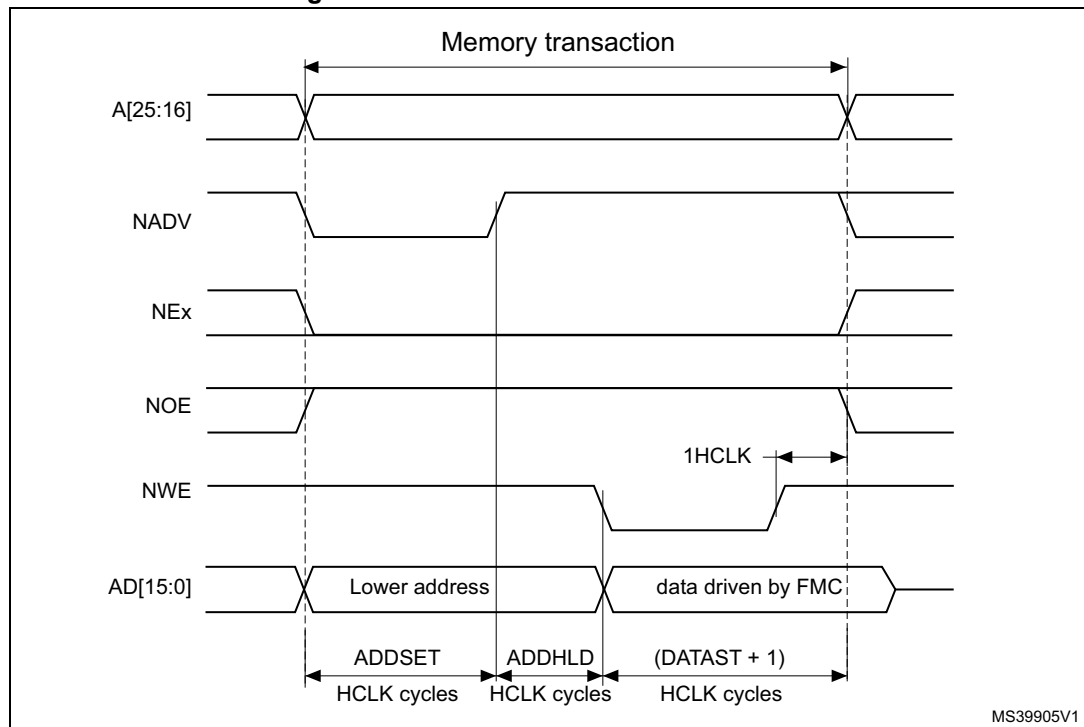 Memory transaction
A[25:16]
NADV
NEx
NOE
1HCLK
NWE
AD[15:0]
Lower address
data driven by FMC
ADDSET
ADDHLD
(DATAST + 1)
HCLK cycles
HCLK cycles
HCLK cycles
MS39905V1